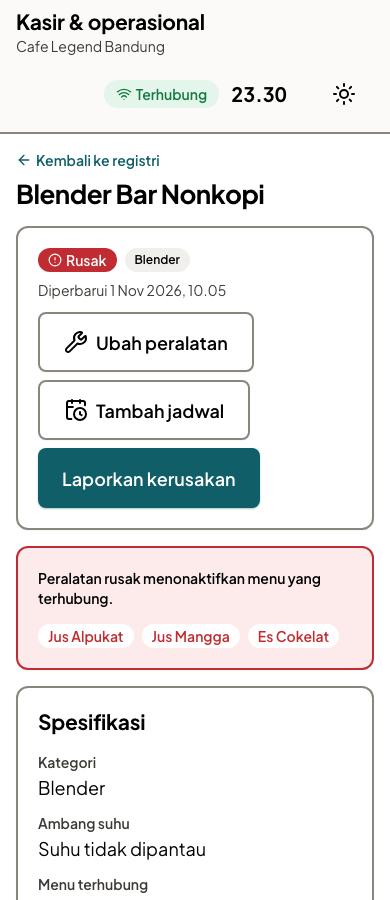 Kasir & operasional
Cafe Legend Bandung
Terhubung
23.30
Kembali ke registri
Blender Bar Nonkopi
Rusak
Blender
Diperbarui 1 Nov 2026, 10.05
Ubah peralatan
Tambah jadwal
Laporkan kerusakan
Peralatan rusak menonaktifkan menu yang
terhubung.
Jus Alpukat
Jus Mangga
Es Cokelat
Spesifikasi
Kategori
Blender
Ambang suhu
Suhu tidak dipantau
Menu terhubung